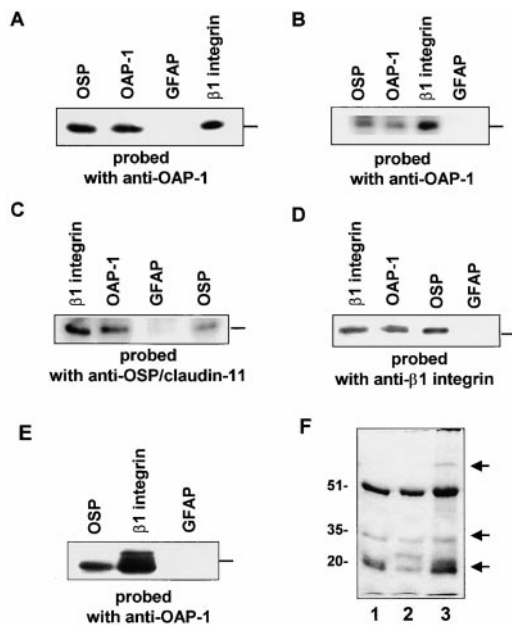 A
OSP
OAP-1
GFAP
β1 integrin
probed
with anti-OAP-1
B
OSP
OAP-1
β1 integrin
GFAP
probed
with anti-OAP-1
C
β1 integrin
OAP-1
GFAP
OSP
probed
with anti-OSP/claudin-11
D
β1 integrin
OAP-1
OSP
GFAP
probed
with anti-β1 integrin
E
OSP
β1 integrin
GFAP
probed
with anti-OAP-1
F
51-
35-
20-
1 2 3